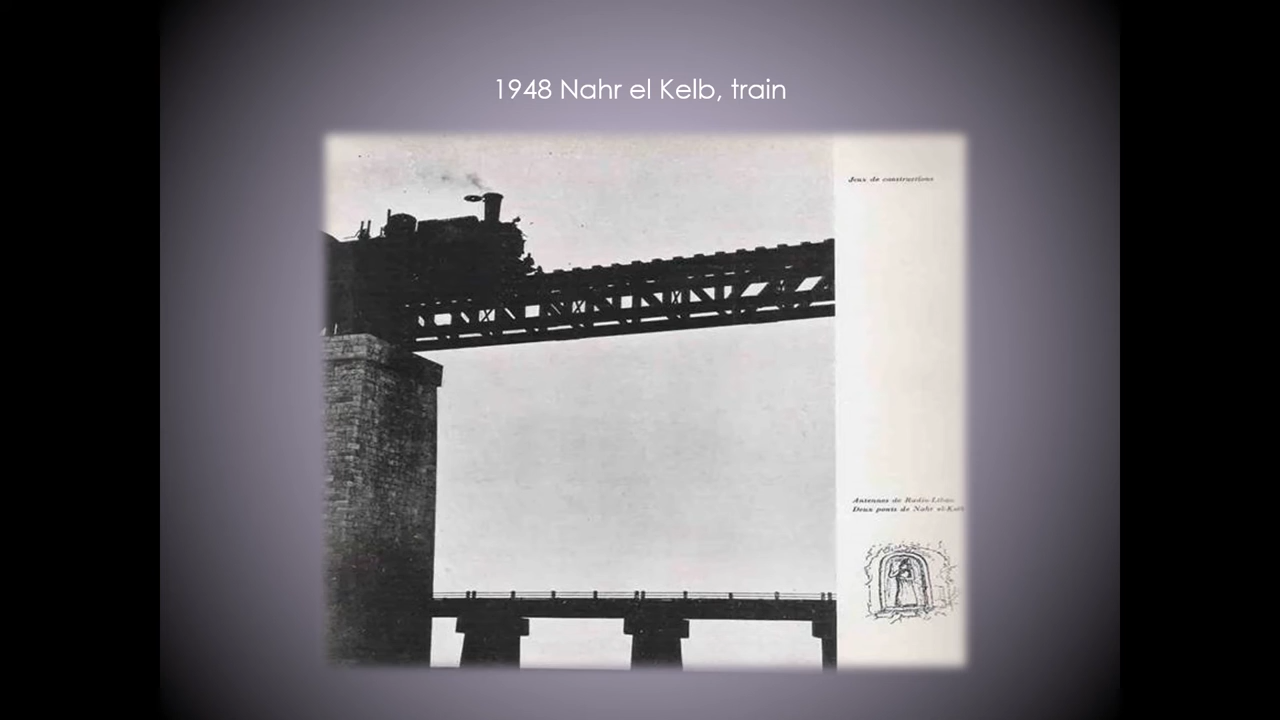 1948 Nahr el Kelb, train
Jeux de constructions
Antennes de Radio-Liban
Deux ponts de Nahr el-Kelb